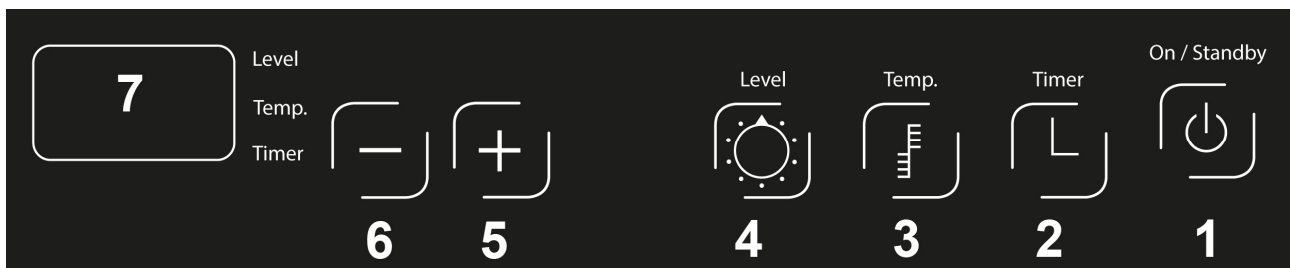 7
Level
Temp.
Timer
Level
Temp.
Timer
On / Standby
6
5
4
3
2
1